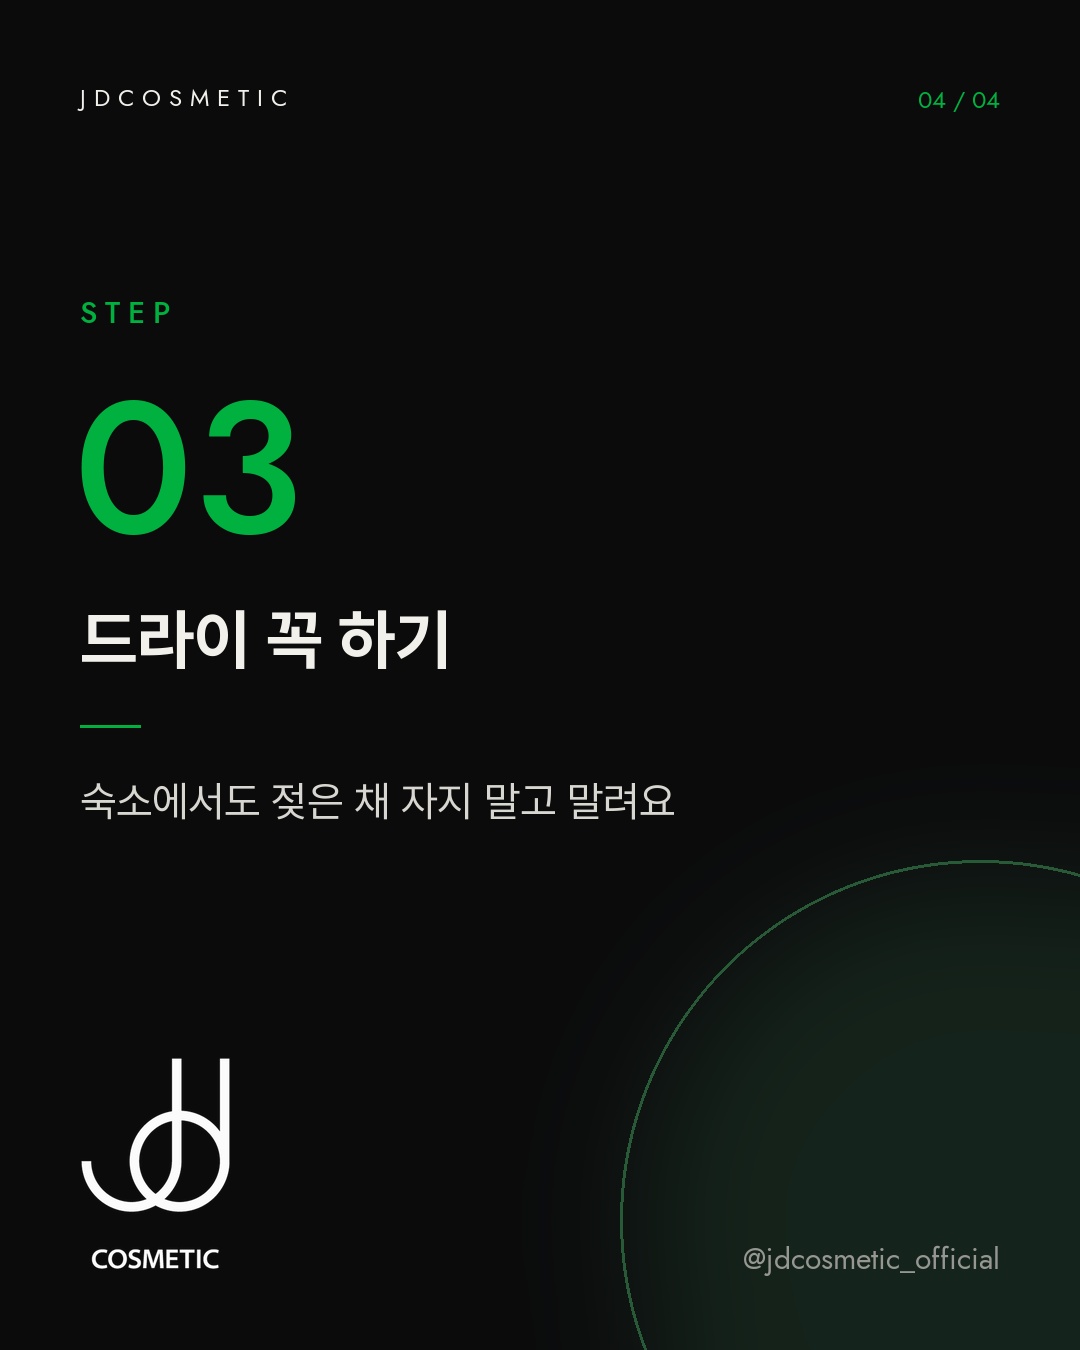 JDCOSMETIC
04 / 04
STEP
03
드라이 꼭 하기
숙소에서도 젖은 채 자지 말고 말려요
jd
COSMETIC
@jdcosmetic_official